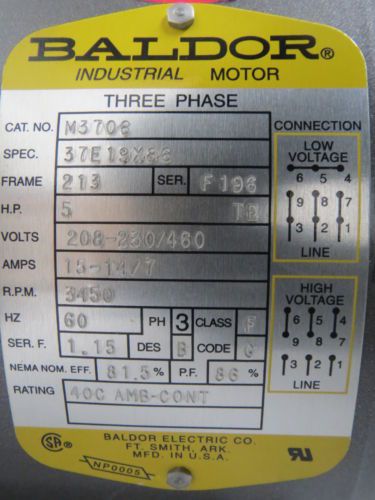 BALDOR®
INDUSTRIAL MOTOR
THREE PHASE
CAT. NO. M3706
SPEC. 37E19X86
FRAME 213 SER. F196
H.P. 5 TE
VOLTS 208-230/460
AMPS 15-14/7
R.P.M. 3450
HZ 60 PH 3 CLASS F
SER. F. 1.15 DES B CODE G
NEMA NOM. EFF. 81.5% P.F. 86%
RATING 40C AMB-CONT
CONNECTION
LOW
VOLTAGE
6 5 4
9 8 7
3 2 1
LINE
HIGH
VOLTAGE
6 5 4
9 8 7
3 2 1
LINE
SA®
NP0005
BALDOR ELECTRIC CO.
FT. SMITH, ARK.
MFD. IN U.S.A.